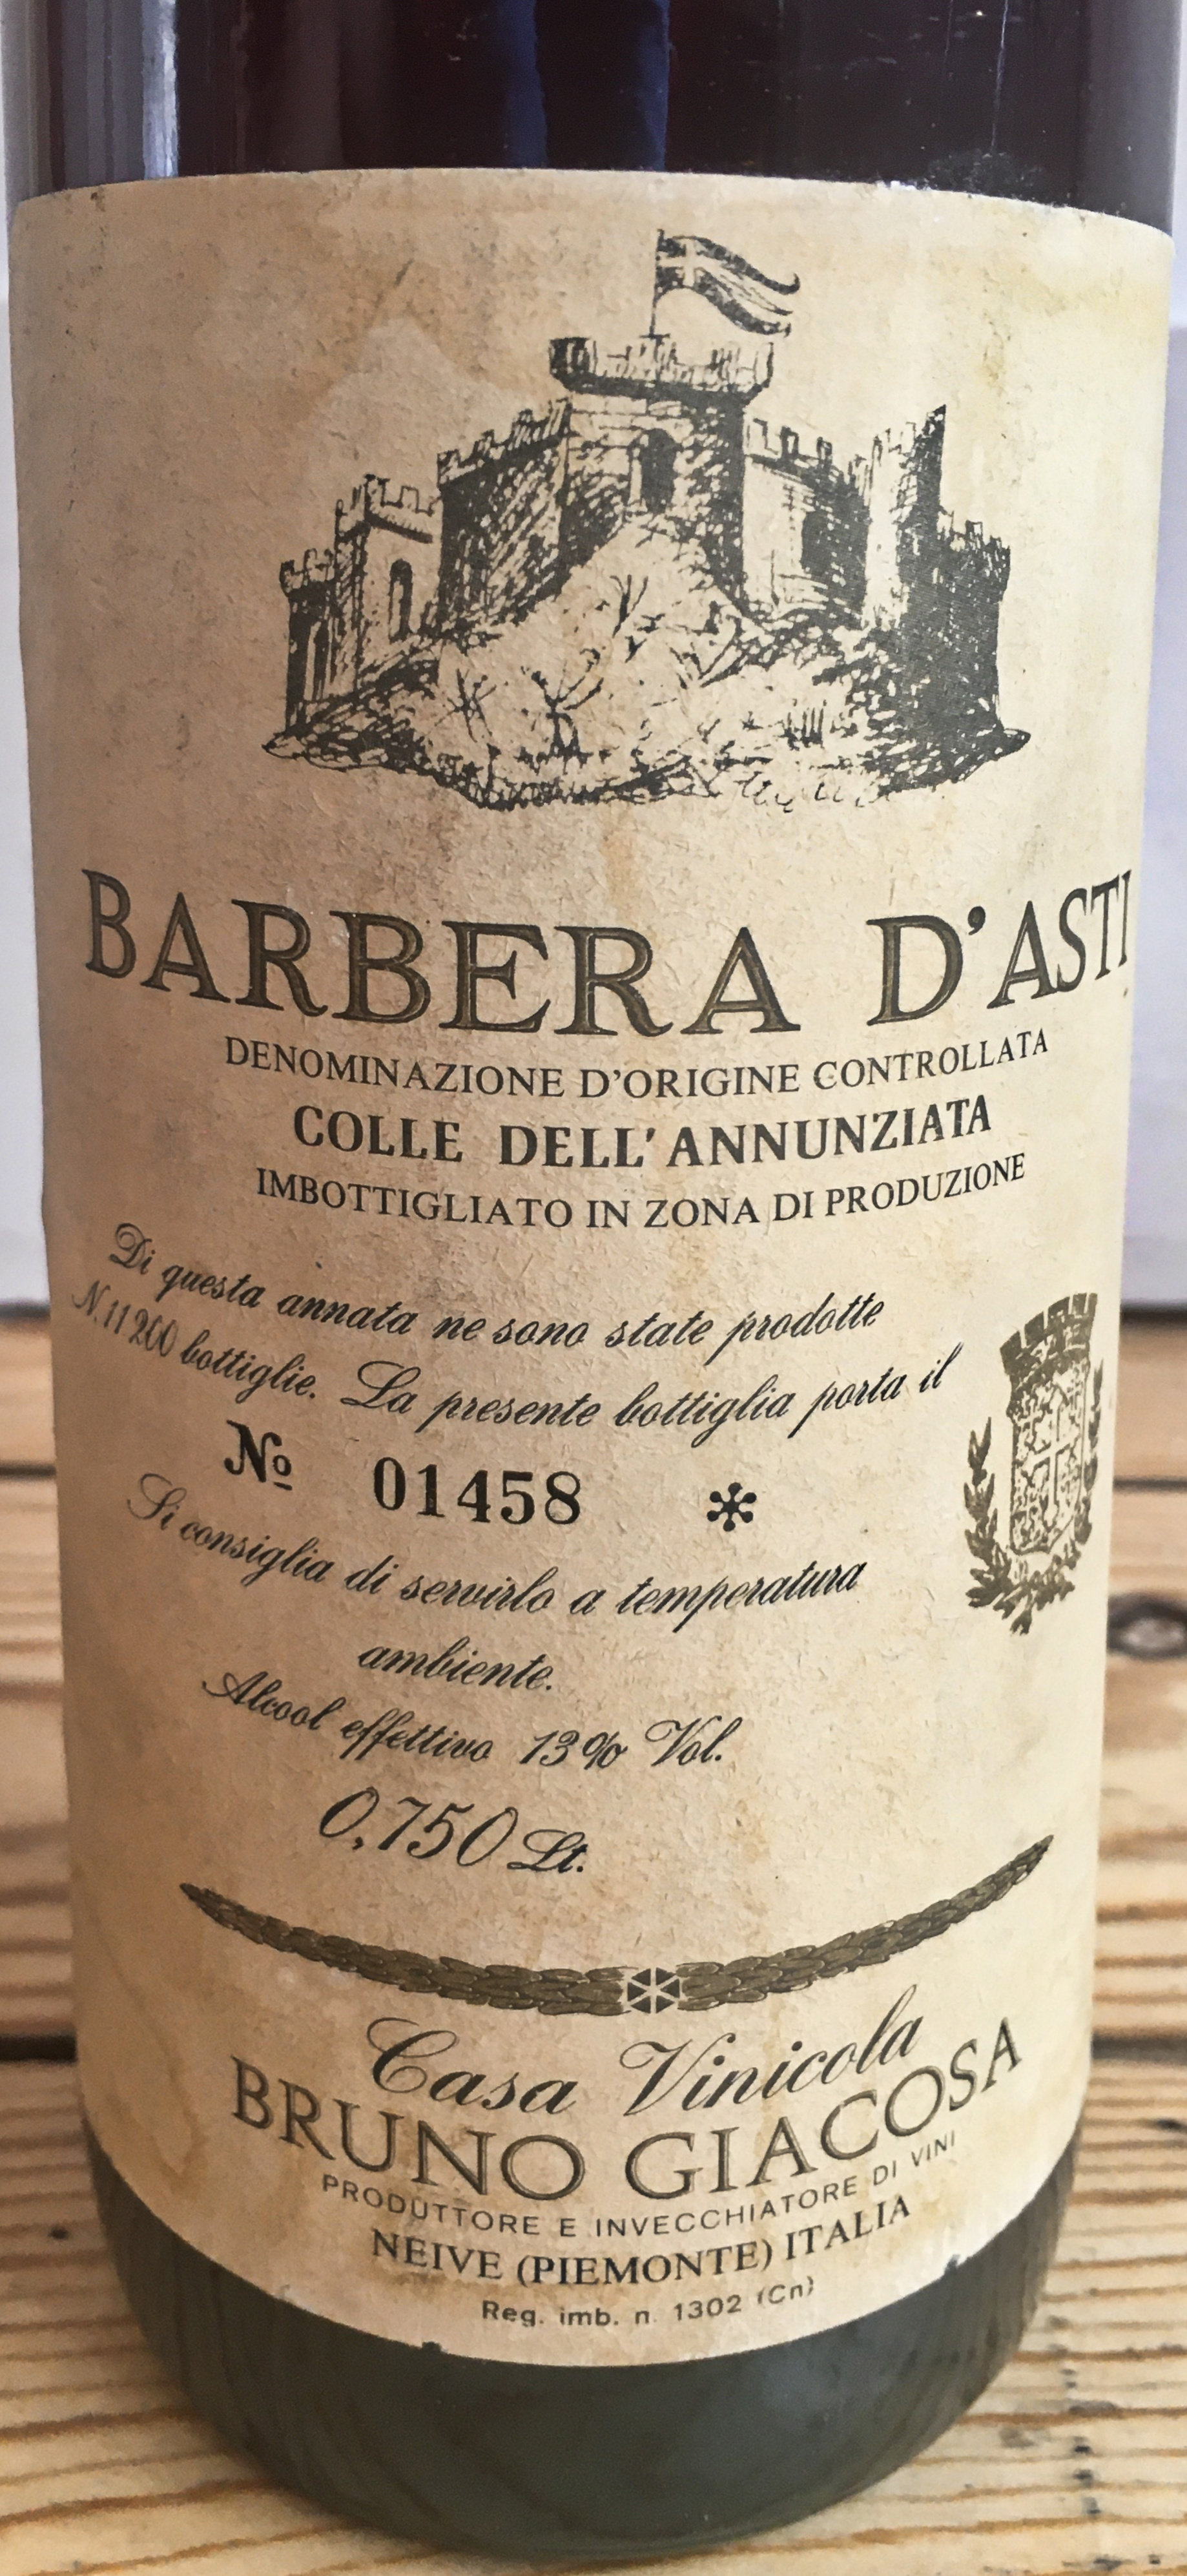 BARBERA D'ASTI
DENOMINAZIONE D'ORIGINE CONTROLLATA
COLLE DELL'ANNUNZIATA
IMBOTTIGLIATO IN ZONA DI PRODUZIONE
Di questa annata ne sono state prodotte
N. 11200 bottiglie. La presente bottiglia porta il
No 01458 *
Si consiglia di servirlo a temperatura
ambiente.
Alcool effettivo 13% Vol.
0,750 Lt.
Casa Vinicola
BRUNO GIACOSA
PRODUTTORE E INVECCHIATORE DI VINI
NEIVE (PIEMONTE) ITALIA
Reg. imb. n. 1302 (Cn)